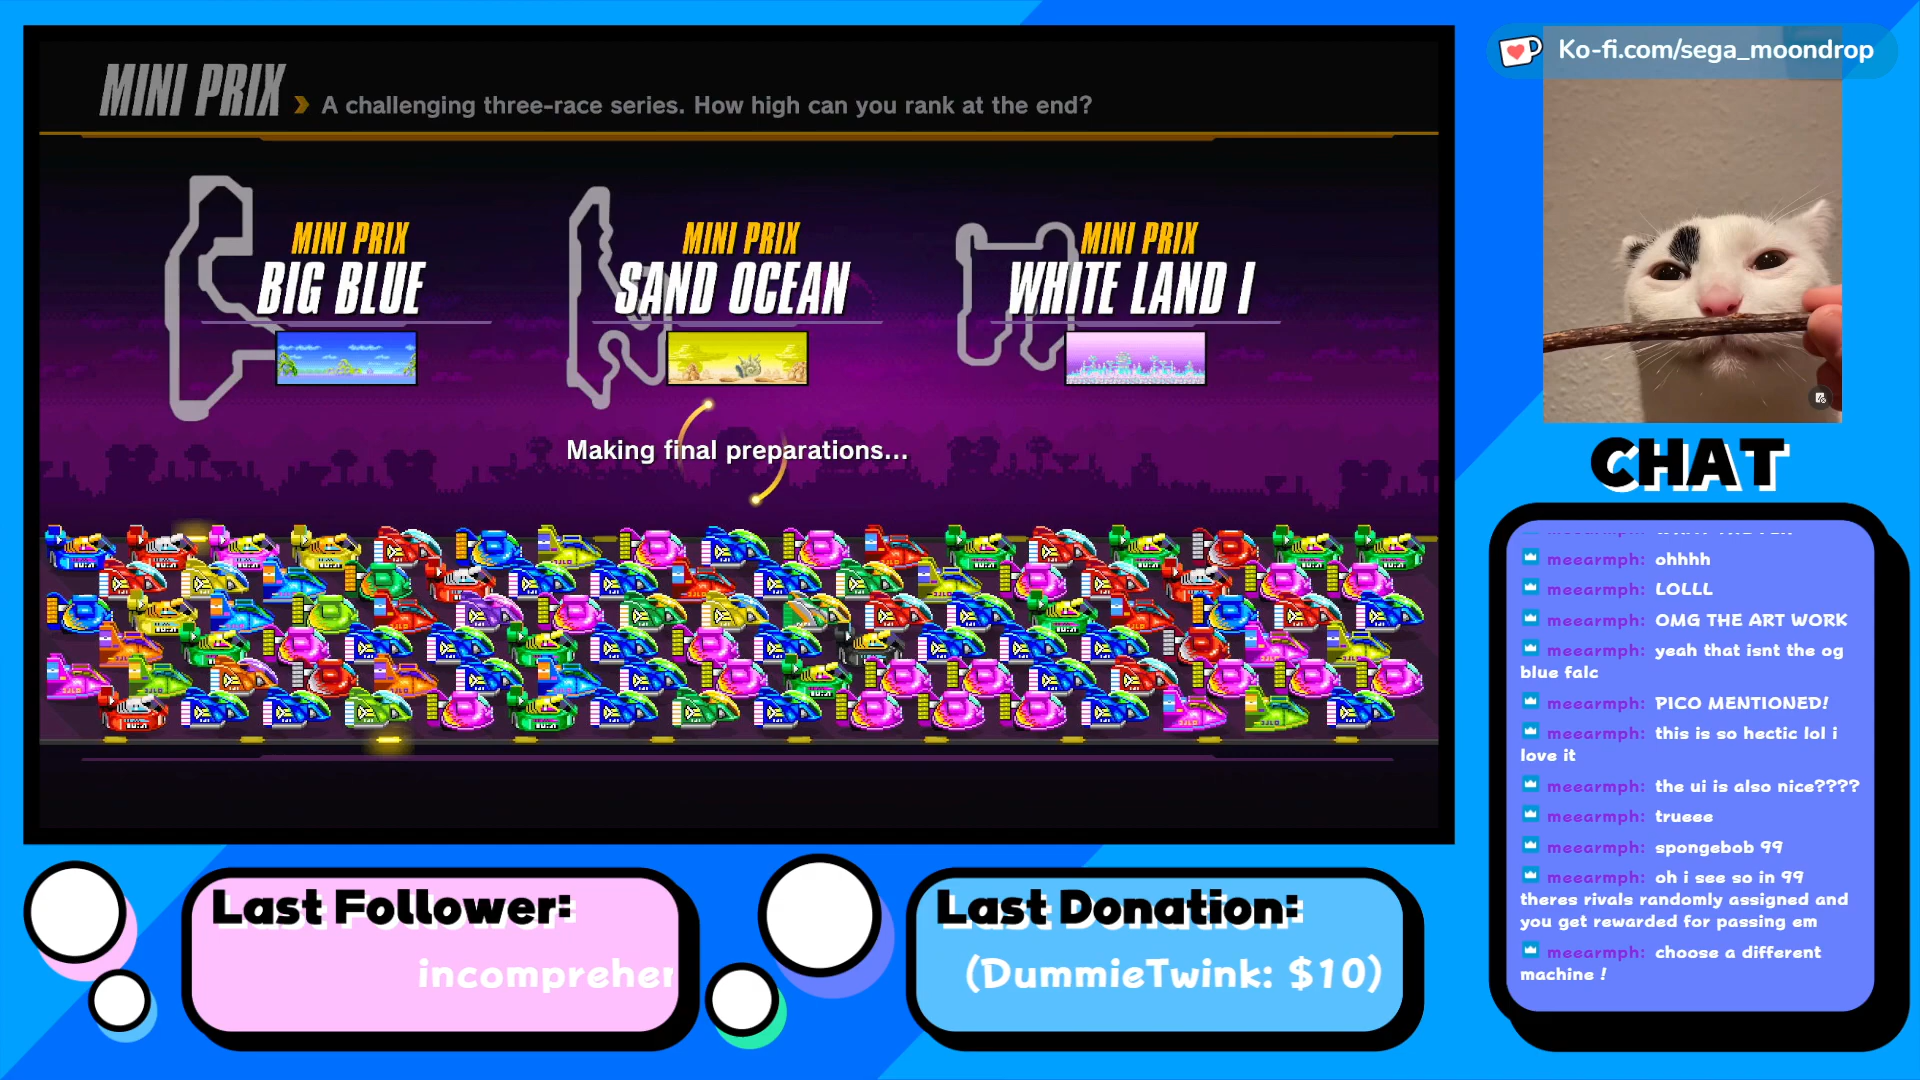 MINI PRIX
A challenging three-race series. How high can you rank at the end?
MINI PRIX
BIG BLUE
MINI PRIX
SAND OCEAN
MINI PRIX
WHITE LAND I
Making final preparations...
Ko-fi.com/sega_moondrop
CHAT
meearmph: ohhhh
meearmph: LOLLL
meearmph: OMG THE ART WORK
meearmph: yeah that isnt the og
blue falc
meearmph: PICO MENTIONED!
meearmph: this is so hectic lol i
love it
meearmph: the ui is also nice????
meearmph: trueee
meearmph: spongebob 99
meearmph: oh i see so in 99
theres rivals randomly assigned and
you get rewarded for passing em
meearmph: choose a different
machine !
Last Follower:
incompreher
Last Donation:
(DummieTwink: $10)